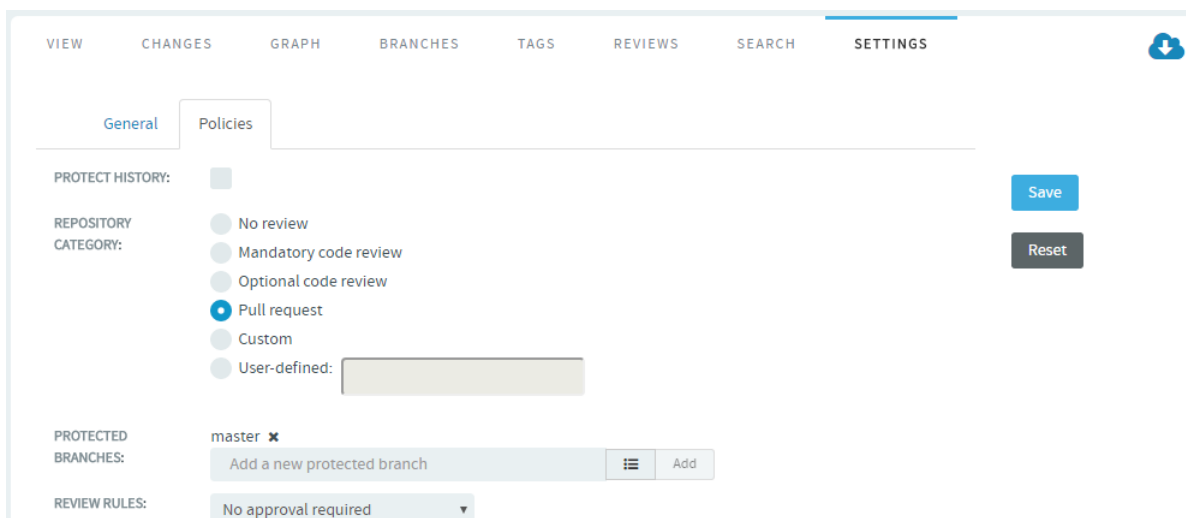 VIEW CHANGES GRAPH BRANCHES TAGS REVIEWS SEARCH SETTINGS
General Policies
PROTECT HISTORY:
Save
REPOSITORY CATEGORY:
No review
Mandatory code review
Reset
Optional code review
Pull request
Custom
User-defined:
PROTECTED BRANCHES:
master ✖
Add a new protected branch Add
REVIEW RULES:
No approval required